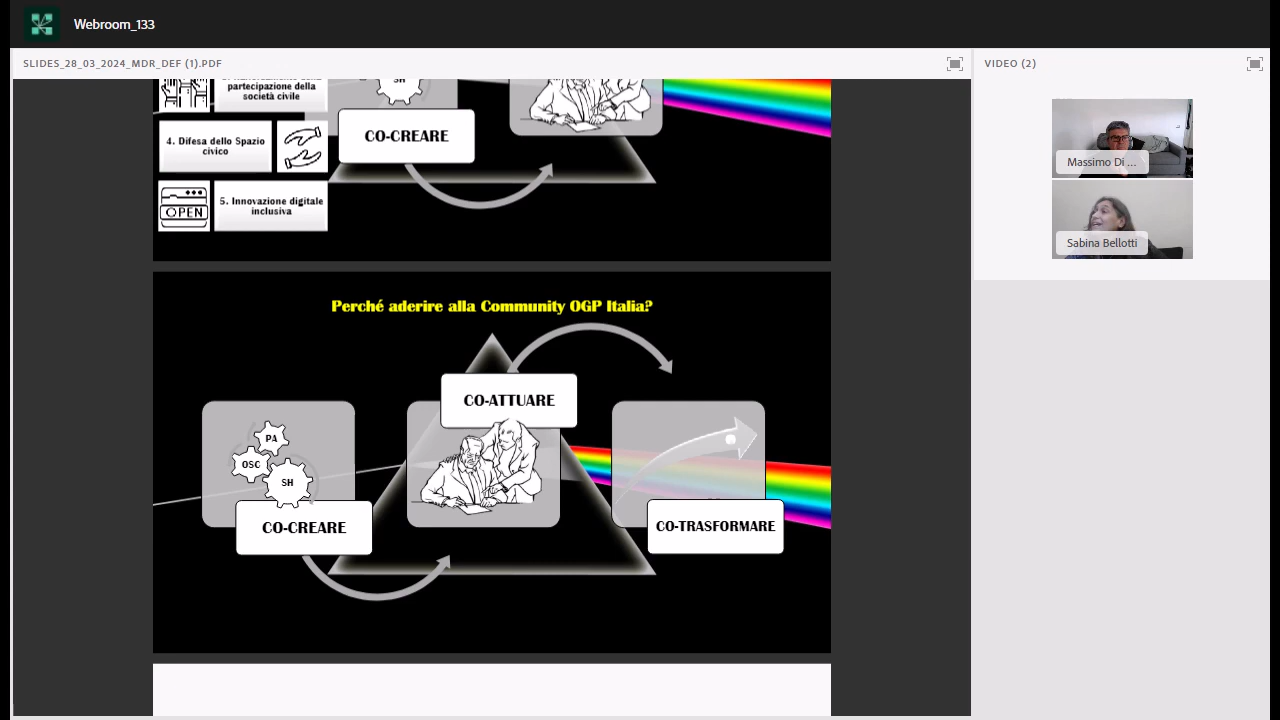 Webroom_133
SLIDES_28_03_2024_MDR_DEF (1).PDF
VIDEO (2)
partecipazione della
società civile
SH
CO-CREARE
4. Difesa dello Spazio
civico
OPEN
5. Innovazione digitale
inclusiva
Massimo Di ...
Sabina Bellotti
Perché aderire alla Community OGP Italia?
CO-ATTUARE
PA
OSC
SH
CO-CREARE
CO-TRASFORMARE